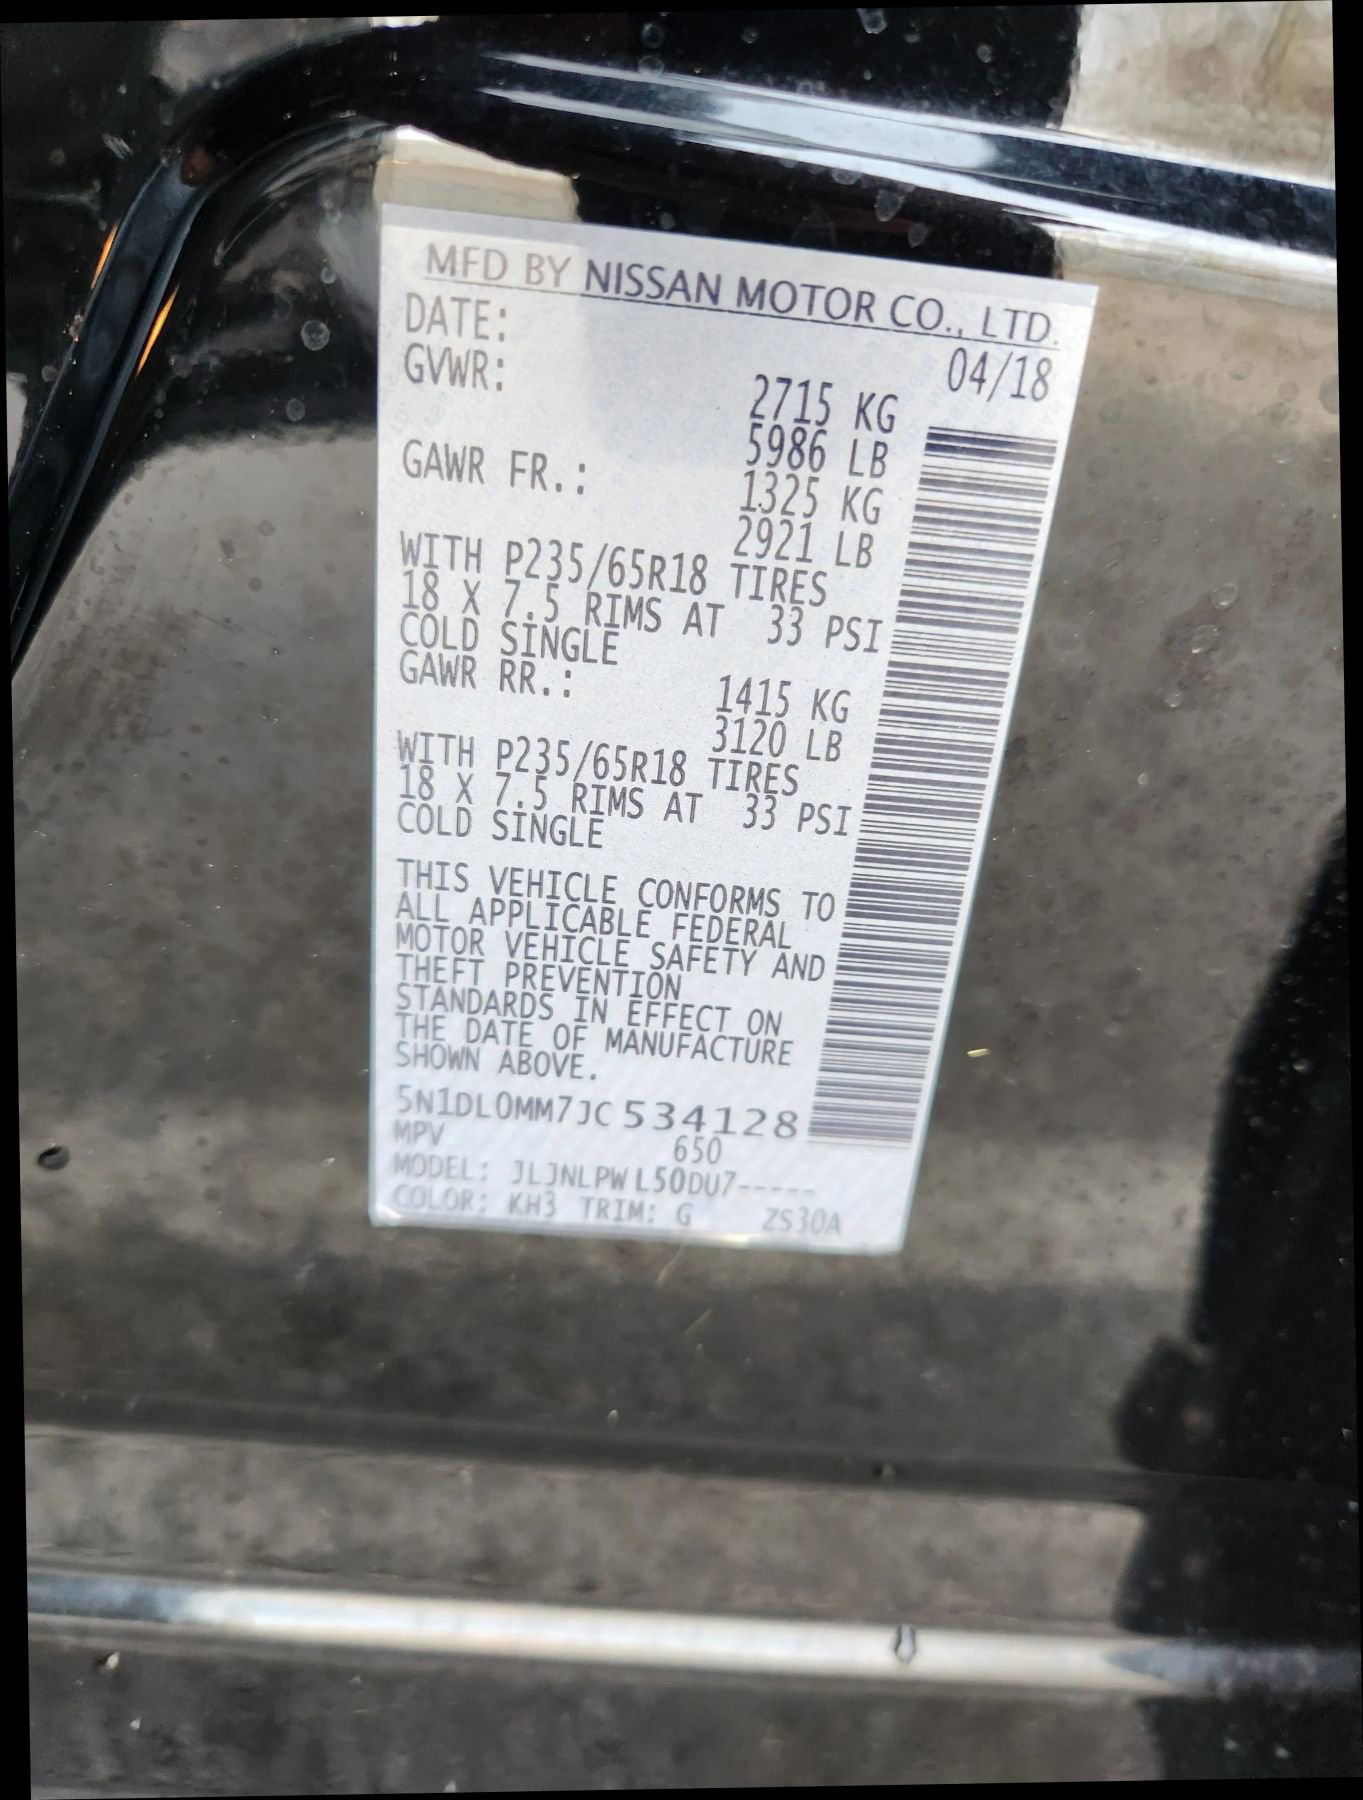 MFD BY NISSAN MOTOR CO., LTD.
DATE: 04/18
GVWR: 2715 KG
5986 LB
GAWR FR.: 1325 KG
2921 LB
WITH P235/65R18 TIRES
18 X 7.5 RIMS AT 33 PSI
COLD SINGLE
GAWR RR.: 1415 KG
3120 LB
WITH P235/65R18 TIRES
18 X 7.5 RIMS AT 33 PSI
COLD SINGLE
THIS VEHICLE CONFORMS TO
ALL APPLICABLE FEDERAL
MOTOR VEHICLE SAFETY AND
THEFT PREVENTION
STANDARDS IN EFFECT ON
THE DATE OF MANUFACTURE
SHOWN ABOVE.
5N1DL0MM7JC534128
MPV 650
MODEL: JLJNLPW L50DU7-----
COLOR: KH3 TRIM: G ZS30A